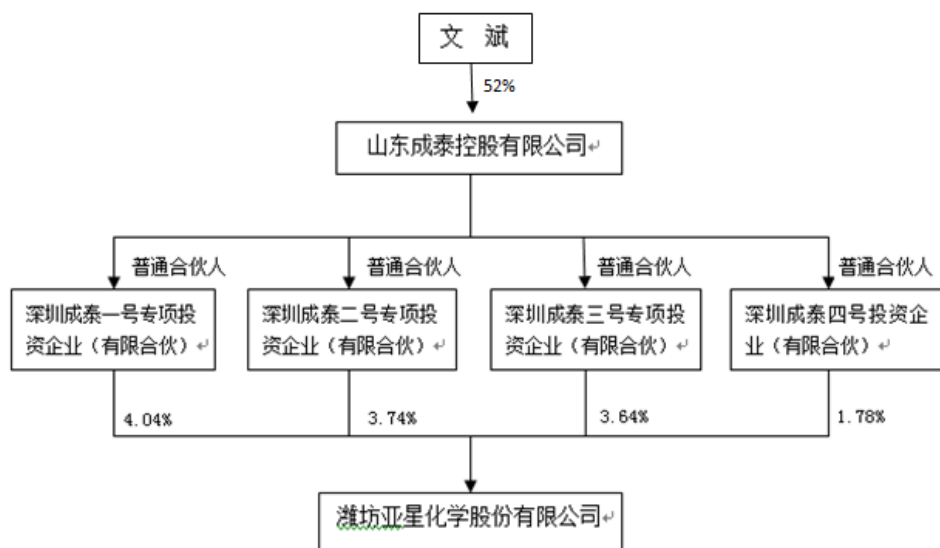 文 斌
52%
山东成泰控股有限公司↵
普通合伙人 普通合伙人 普通合伙人 普通合伙人
深圳成泰一号专项投
资企业（有限合伙）↵
深圳成泰二号专项投
资企业（有限合伙）↵
深圳成泰三号专项投
资企业（有限合伙）↵
深圳成泰四号投资企
业（有限合伙）↵
4.04% 3.74% 3.64% 1.78%
潍坊亚星化学股份有限公司↵